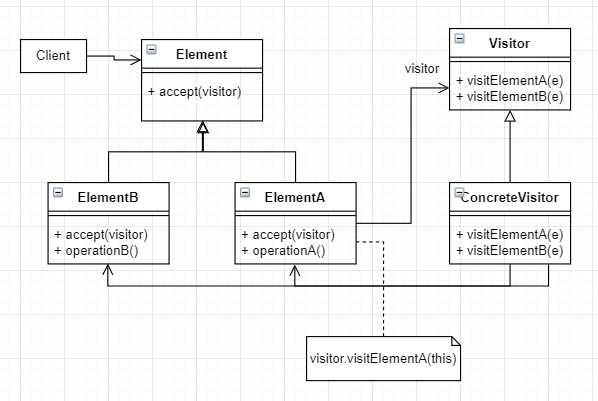 Client
Element
+ accept(visitor)
visitor
Visitor
+ visitElementA(e)
+ visitElementB(e)
ElementB
+ accept(visitor)
+ operationB()
ElementA
+ accept(visitor)
+ operationA()
ConcreteVisitor
+ visitElementA(e)
+ visitElementB(e)
visitor.visitElementA(this)